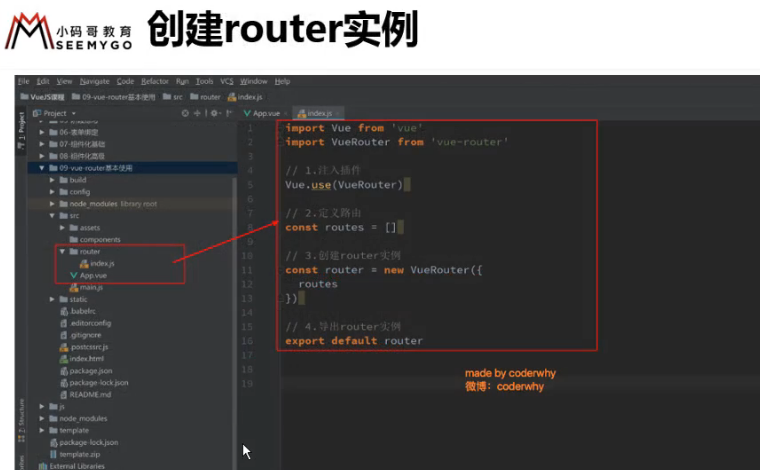 小码哥教育
SEEMYGO
创建router实例
File Edit View Navigate Code Refactor Run Tools VCS Window Help
VueJS课程 09-vue-router基本使用 src router index.js
Project
App.vue
index.js
1: Project
06-表单绑定
07-组件化基础
08-组件化高级
09-vue-router基本使用
build
config
node_modules library root
src
assets
components
router
index.js
App.vue
main.js
static
.babelrc
.editorconfig
.gitignore
.postcssrc.js
index.html
package.json
package-lock.json
README.md
js
node_modules
template
package-lock.json
template.zip
External Libraries
2: Structure
1 import Vue from 'vue'
2 import VueRouter from 'vue-router'
3
4 // 1.注入插件
5 Vue.use(VueRouter)
6
7 // 2.定义路由
8 const routes = []
9
10 // 3.创建router实例
11 const router = new VueRouter({
12 routes
13 })
14
15 // 4.导出router实例
16 export default router
17
18
19
made by coderwhy
微博：coderwhy